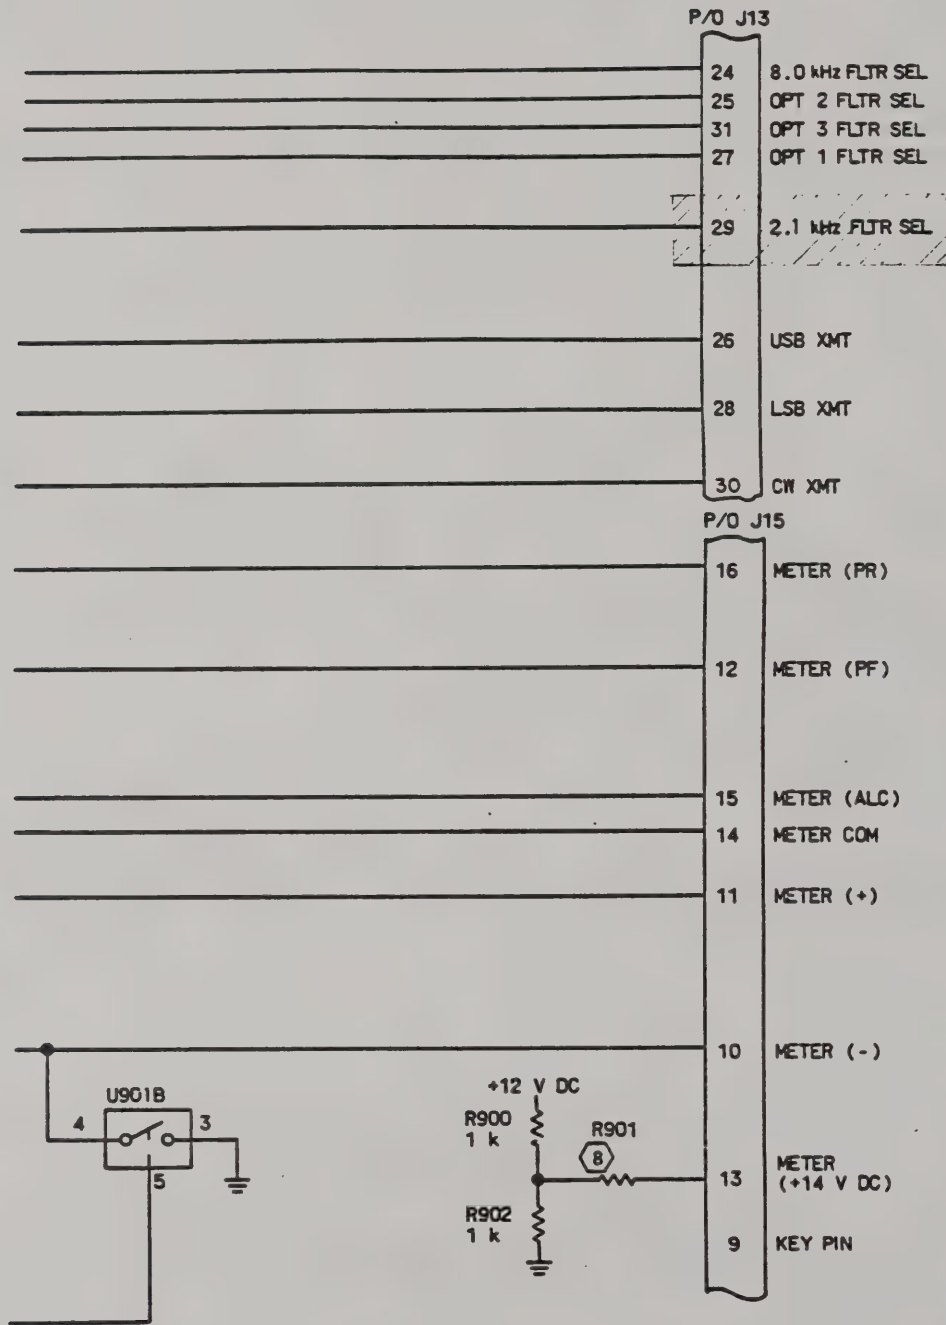 P/O J13
24 8.0 kHz FLTR SEL
25 OPT 2 FLTR SEL
31 OPT 3 FLTR SEL
27 OPT 1 FLTR SEL
29 2.1 kHz FLTR SEL
26 USB XMT
28 LSB XMT
30 CW XMT
P/O J15
16 METER (PR)
12 METER (PF)
15 METER (ALC)
14 METER COM
11 METER (+)
10 METER (-)
U901B
4 3
5
+12 V DC
R900
1 k
R901
8
R902
1 k
13 METER
(+14 V DC)
9 KEY PIN